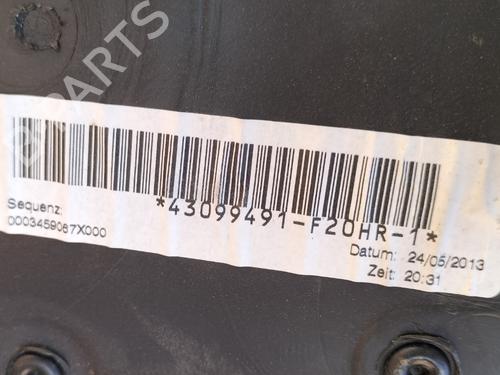 B-PARTS
*43099491-F20HR-1*
Sequenz:
0003459067X000
Datum: 24/05/2013
Zeit: 20:31